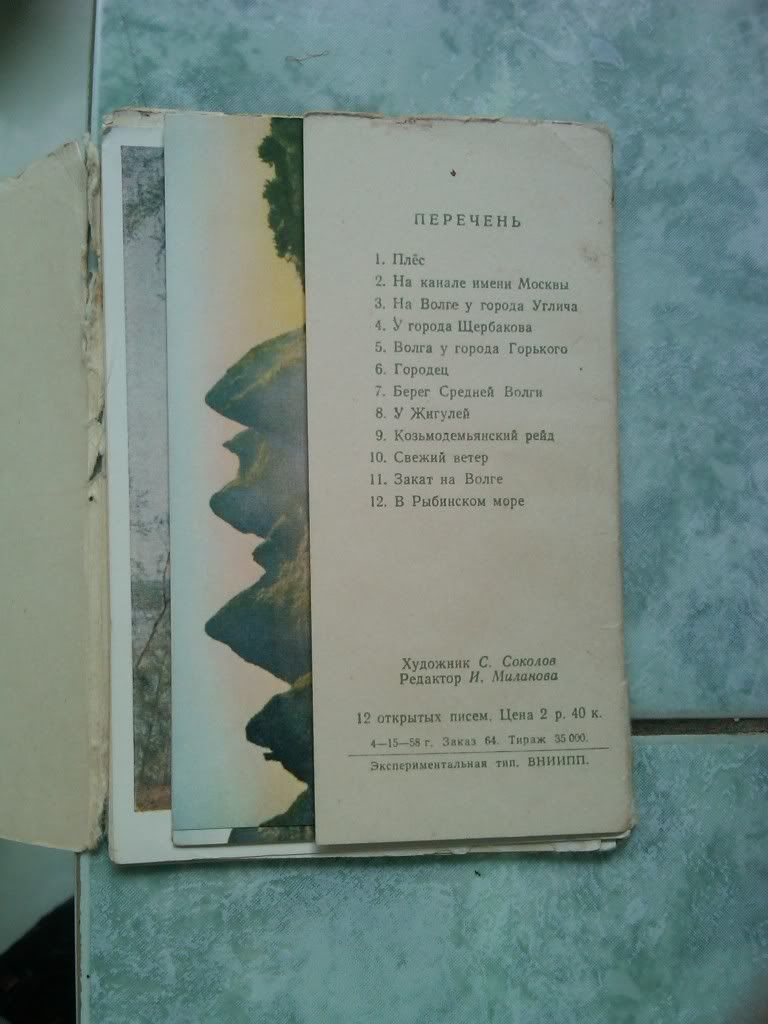 ПЕРЕЧЕНЬ
1. Плёс
2. На канале имени Москвы
3. На Волге у города Углича
4. У города Щербакова
5. Волга у города Горького
6. Городец
7. Берег Средней Волги
8. У Жигулей
9. Козьмодемьянский рейд
10. Свежий ветер
11. Закат на Волге
12. В Рыбинском море
Художник С. Соколов
Редактор И. Миланова
12 открытых писем. Цена 2 р. 40 к.
4—15—58 г. Заказ 64. Тираж 35 000.
Экспериментальная тип. ВНИИПП.